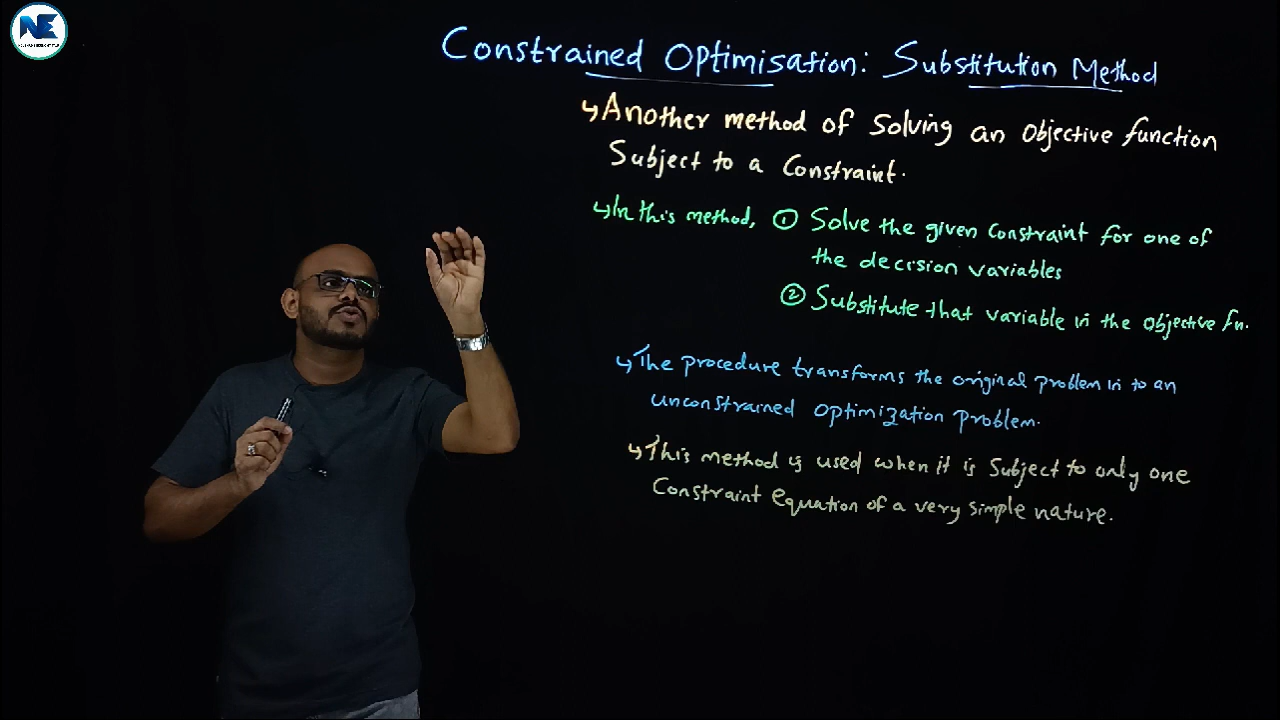 NE
Constrained Optimisation: Substitution Method
↳ Another method of Solving an Objective function
Subject to a Constraint.
↳ In this method, ① Solve the given Constraint for one of
the decision variables
② Substitute that variable in the Objective fn.
↳ The procedure transforms the original problem in to an
unconstrained Optimization Problem.
↳ This method is used when it is Subject to only one
Constraint equation of a very simple nature.